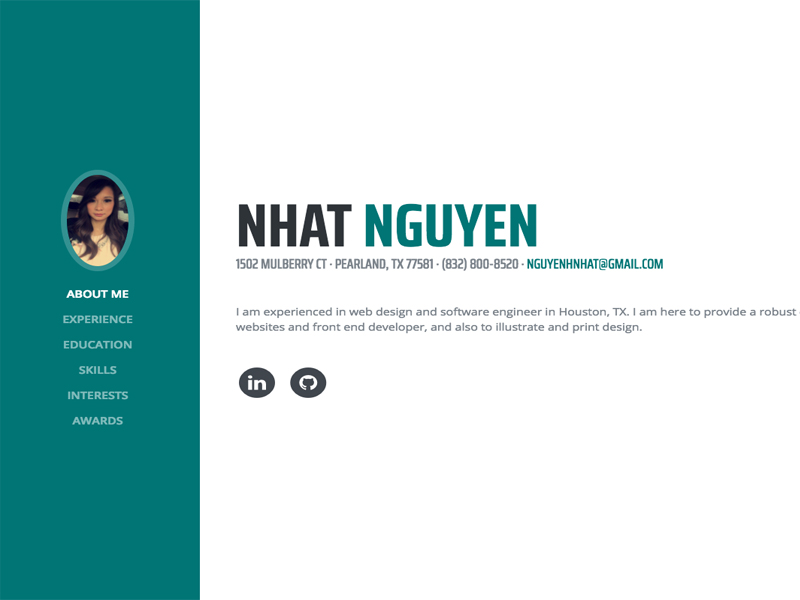 ABOUT ME
EXPERIENCE
EDUCATION
SKILLS
INTERESTS
AWARDS
NHAT NGUYEN
1502 MULBERRY CT · PEARLAND, TX 77581 · (832) 800-8520 · NGUYENHNHAT@GMAIL.COM
I am experienced in web design and software engineer in Houston, TX. I am here to provide a robust
websites and front end developer, and also to illustrate and print design.
in